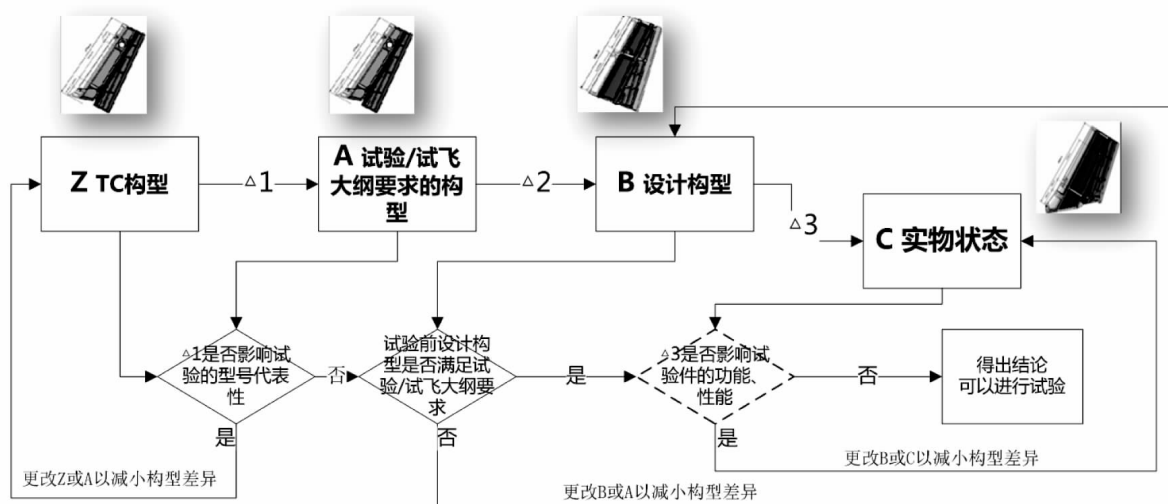 Z TC构型
△1
A 试验/试飞
大纲要求的构
型
△2
B 设计构型
△3
C 实物状态
△1是否影响试
验的型号代表
性
否
试验前设计构
型是否满足试
验/试飞大纲要
求
是
△3是否影响试
验件的功能、
性能
否
得出结论
可以进行试验
是
否
是
更改Z或A以减小构型差异
更改B或A以减小构型差异
更改B或C以减小构型差异